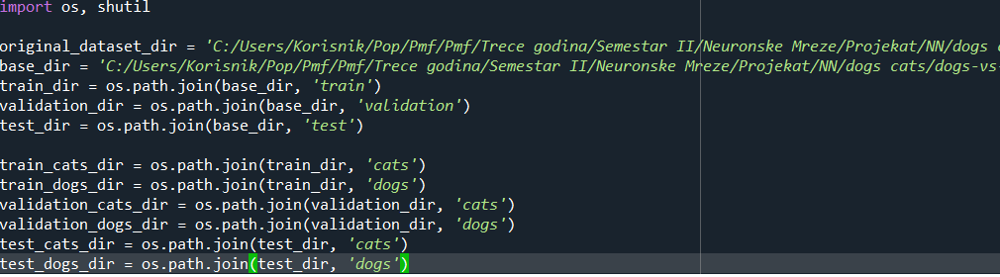 import os, shutil
original_dataset_dir = 'C:/Users/Korisnik/Pop/Pmf/Pmf/Trece godina/Semestar II/Neuronske Mreze/Projekat/NN/dogs
base_dir = 'C:/Users/Korisnik/Pop/Pmf/Pmf/Trece godina/Semestar II/Neuronske Mreze/Projekat/NN/dogs cats/dogs-vs-
train_dir = os.path.join(base_dir, 'train')
validation_dir = os.path.join(base_dir, 'validation')
test_dir = os.path.join(base_dir, 'test')
train_cats_dir = os.path.join(train_dir, 'cats')
train_dogs_dir = os.path.join(train_dir, 'dogs')
validation_cats_dir = os.path.join(validation_dir, 'cats')
validation_dogs_dir = os.path.join(validation_dir, 'dogs')
test_cats_dir = os.path.join(test_dir, 'cats')
test_dogs_dir = os.path.join(test_dir, 'dogs')